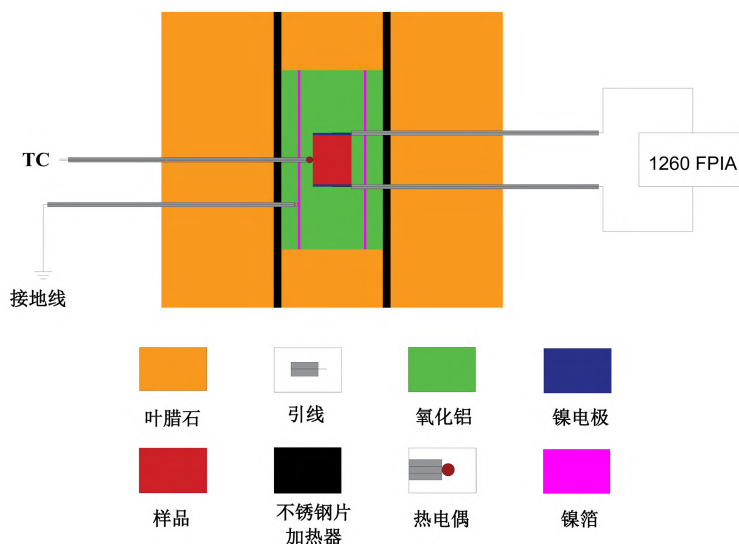 TC
1260 FPIA
接地线
叶腊石
引线
氧化铝
镍电极
样品
不锈钢片
加热器
热电偶
镍箔